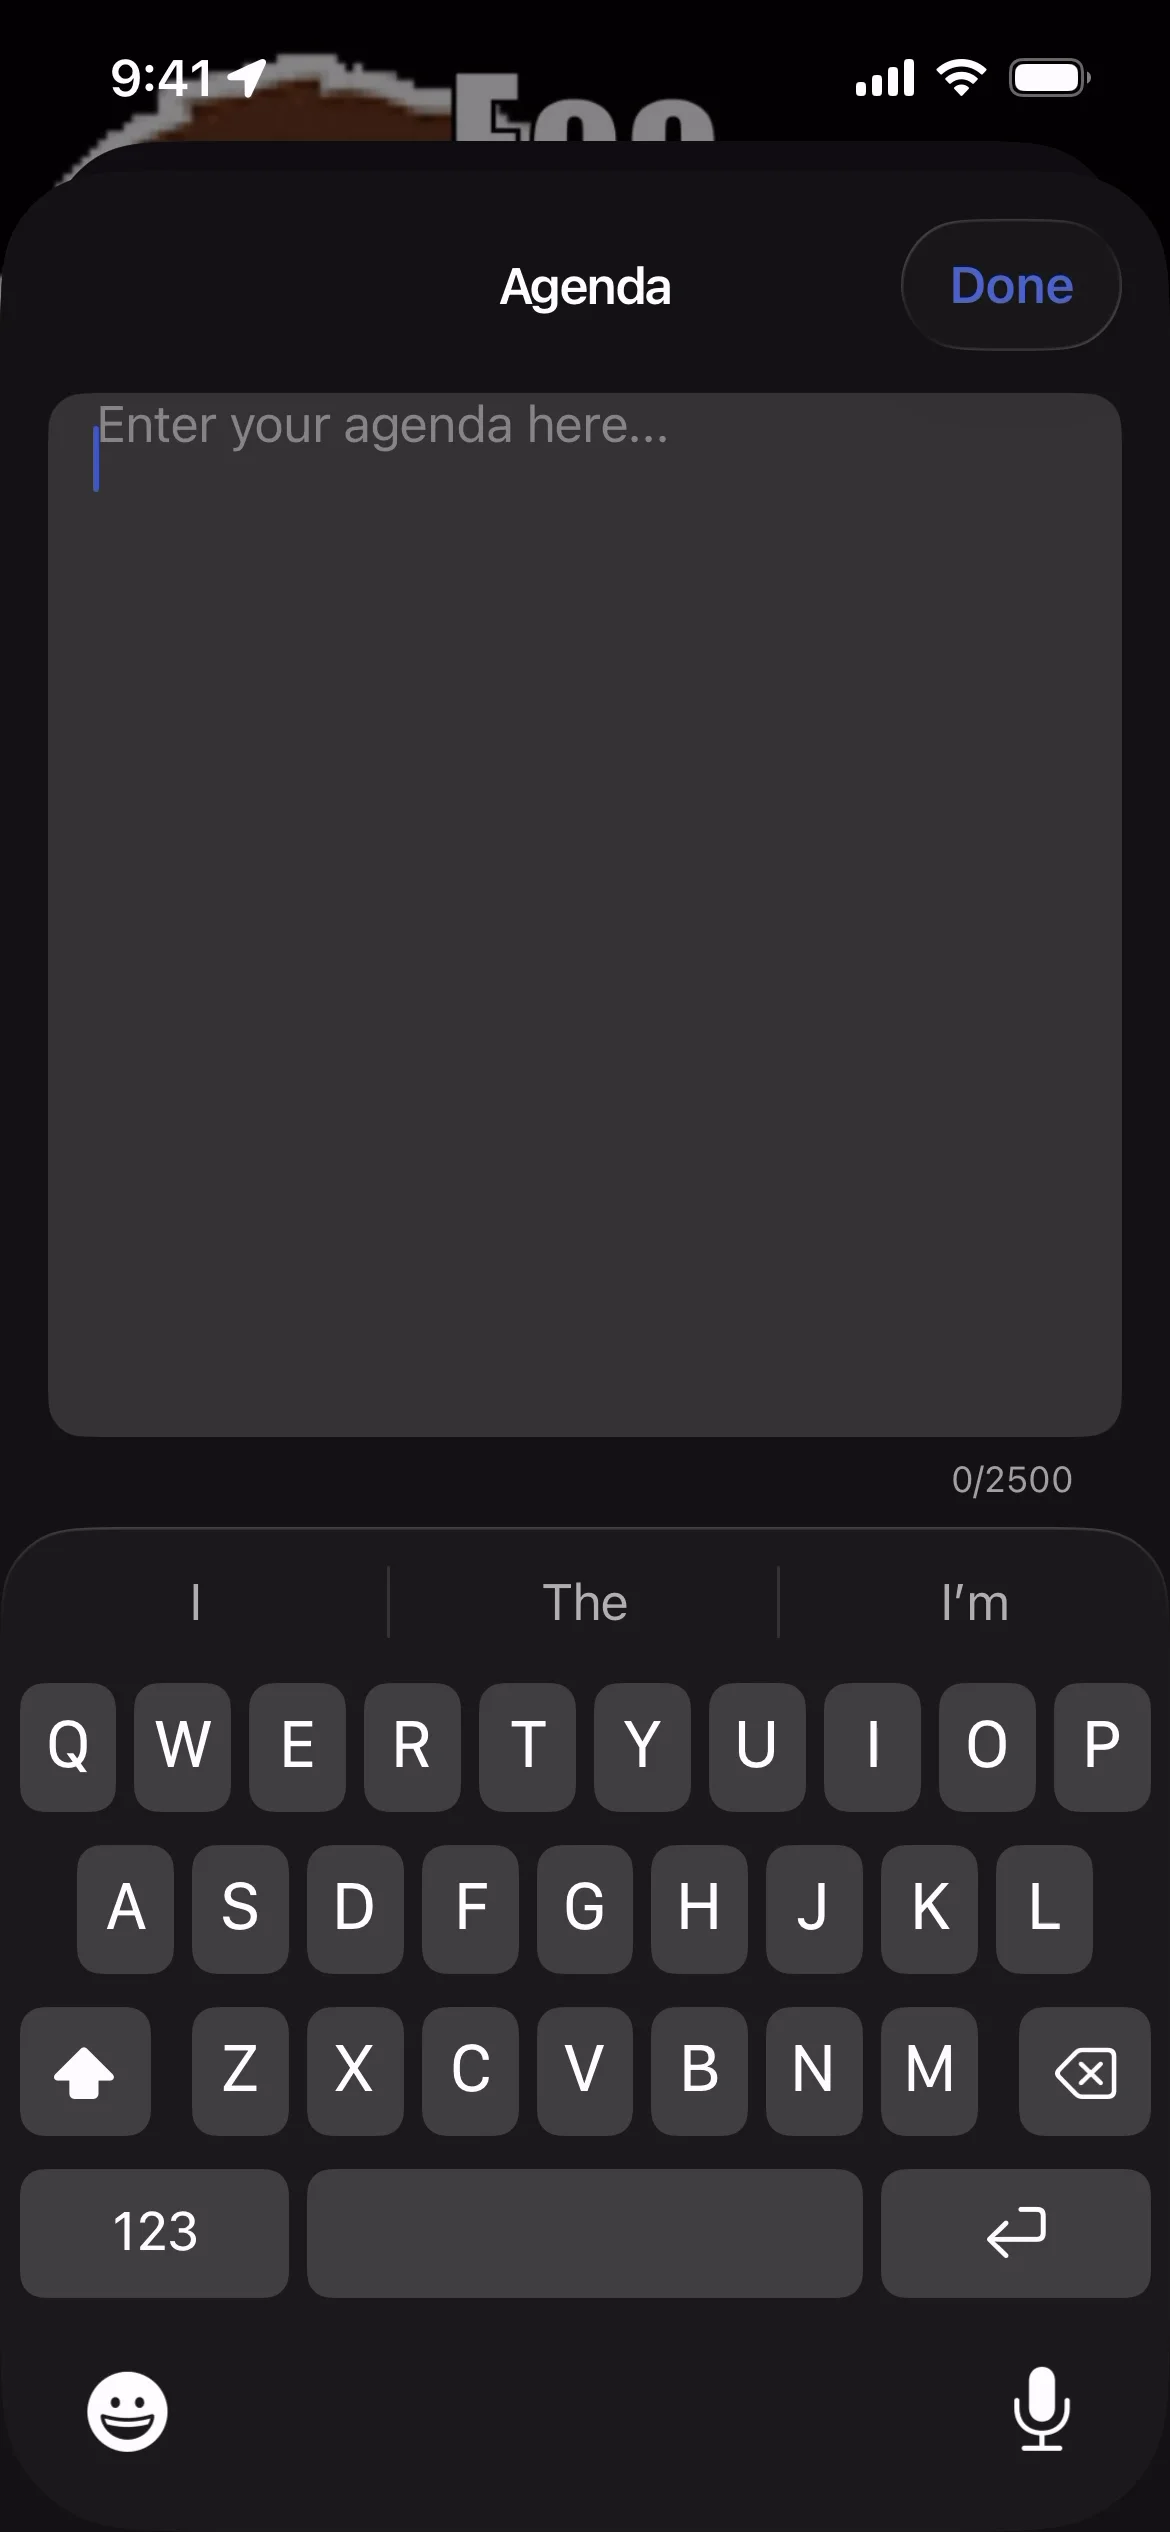 9:41
Agenda
Done
Enter your agenda here...
0/2500
I
The
I’m
Q W E R T Y U I O P
A S D F G H J K L
Z X C V B N M
123